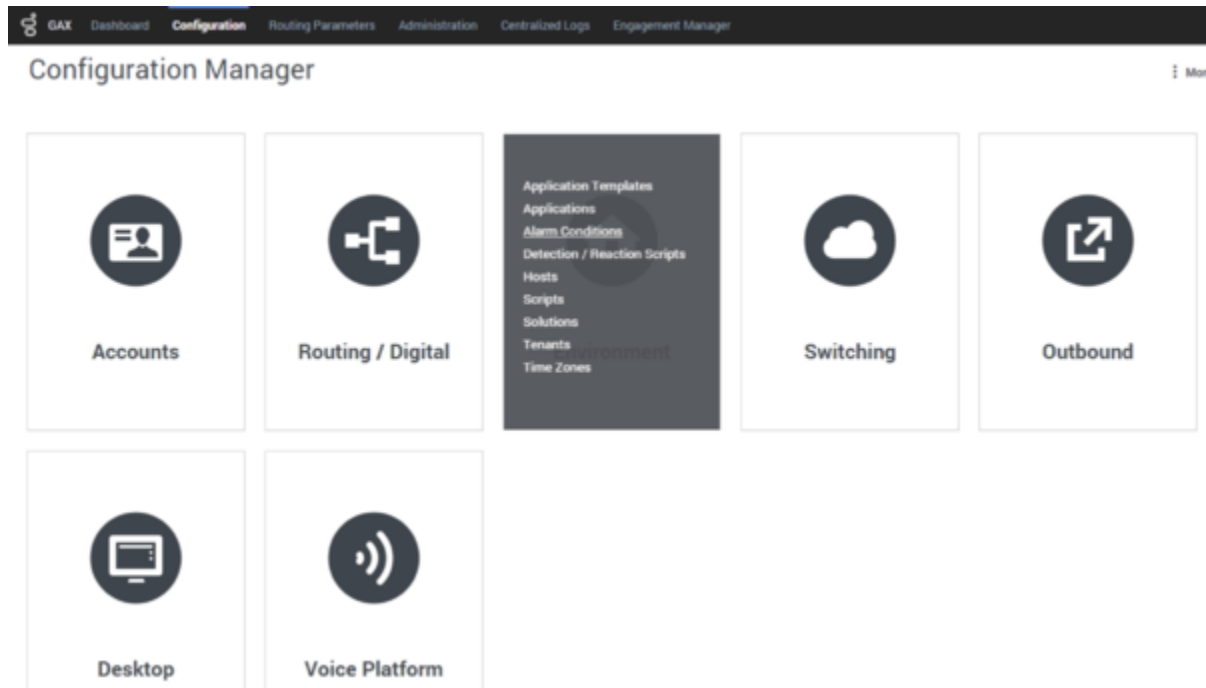 GAX Dashboard Configuration Routing Parameters Administration Centralized Logs Engagement Manager
Configuration Manager
Mor
Accounts
Routing / Digital
Application Templates
Applications
Alarm Conditions
Detection / Reaction Scripts
Hosts
Scripts
Solutions
Tenants
Time Zones
Environment
Switching
Outbound
Desktop
Voice Platform